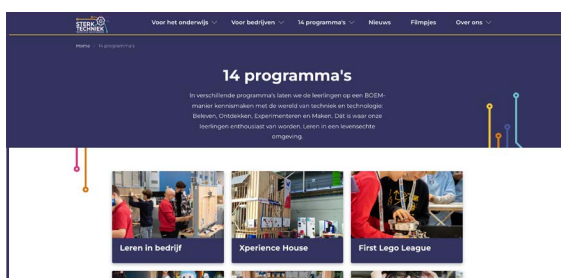 STERK
TECHNIEK
Voor het onderwijs
Voor bedrijven
14 programma's
Nieuws
Filmpjes
Over ons
Home
14 programma's
14 programma's
In verschillende programma's laten we de leerlingen op een BOEM-
manier kennismaken met de wereld van techniek en technologie:
Beleven, Ontdekken, Experimenteren en Maken. Dát is waar onze
leerlingen enthousiast van worden. Leren in een levensechte
omgeving.
Leren in bedrijf
Xperience House
First Lego League